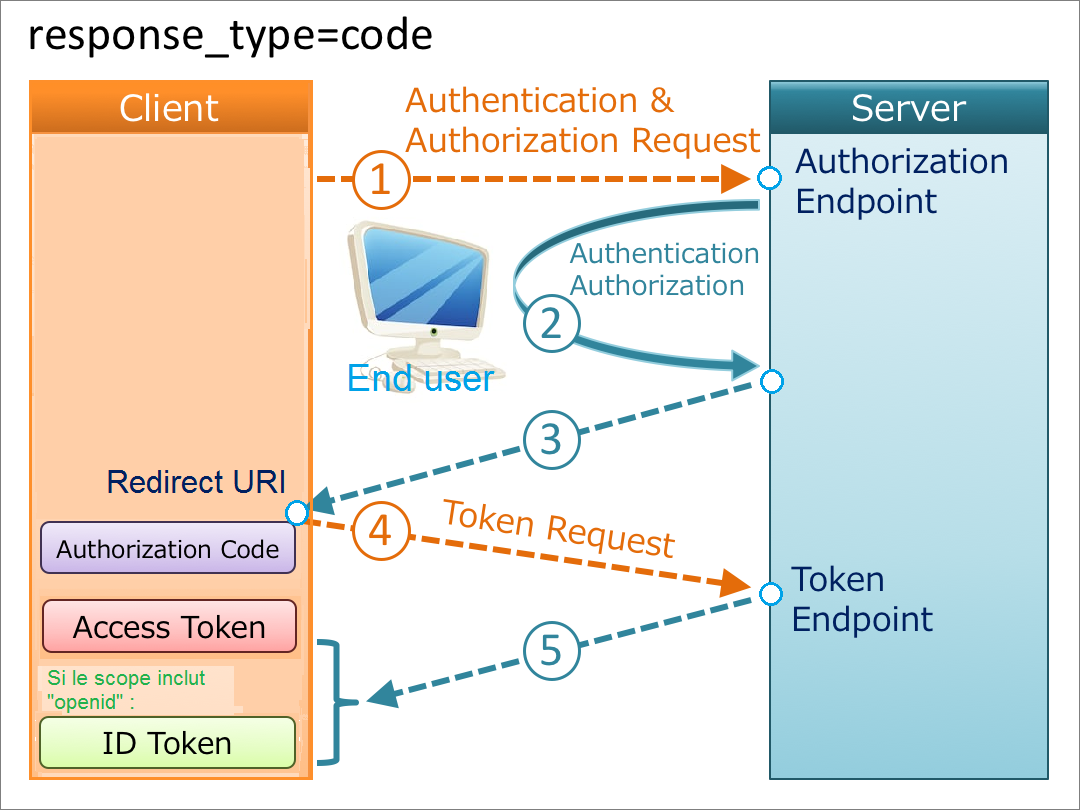 response_type=code
Client
Authentication &
Authorization Request
Server
1
Authorization
Endpoint
Authentication
Authorization
2
End user
3
Redirect URI
4
Token Request
Authorization Code
Token
Endpoint
Access Token
5
Si le scope inclut
"openid" :
ID Token